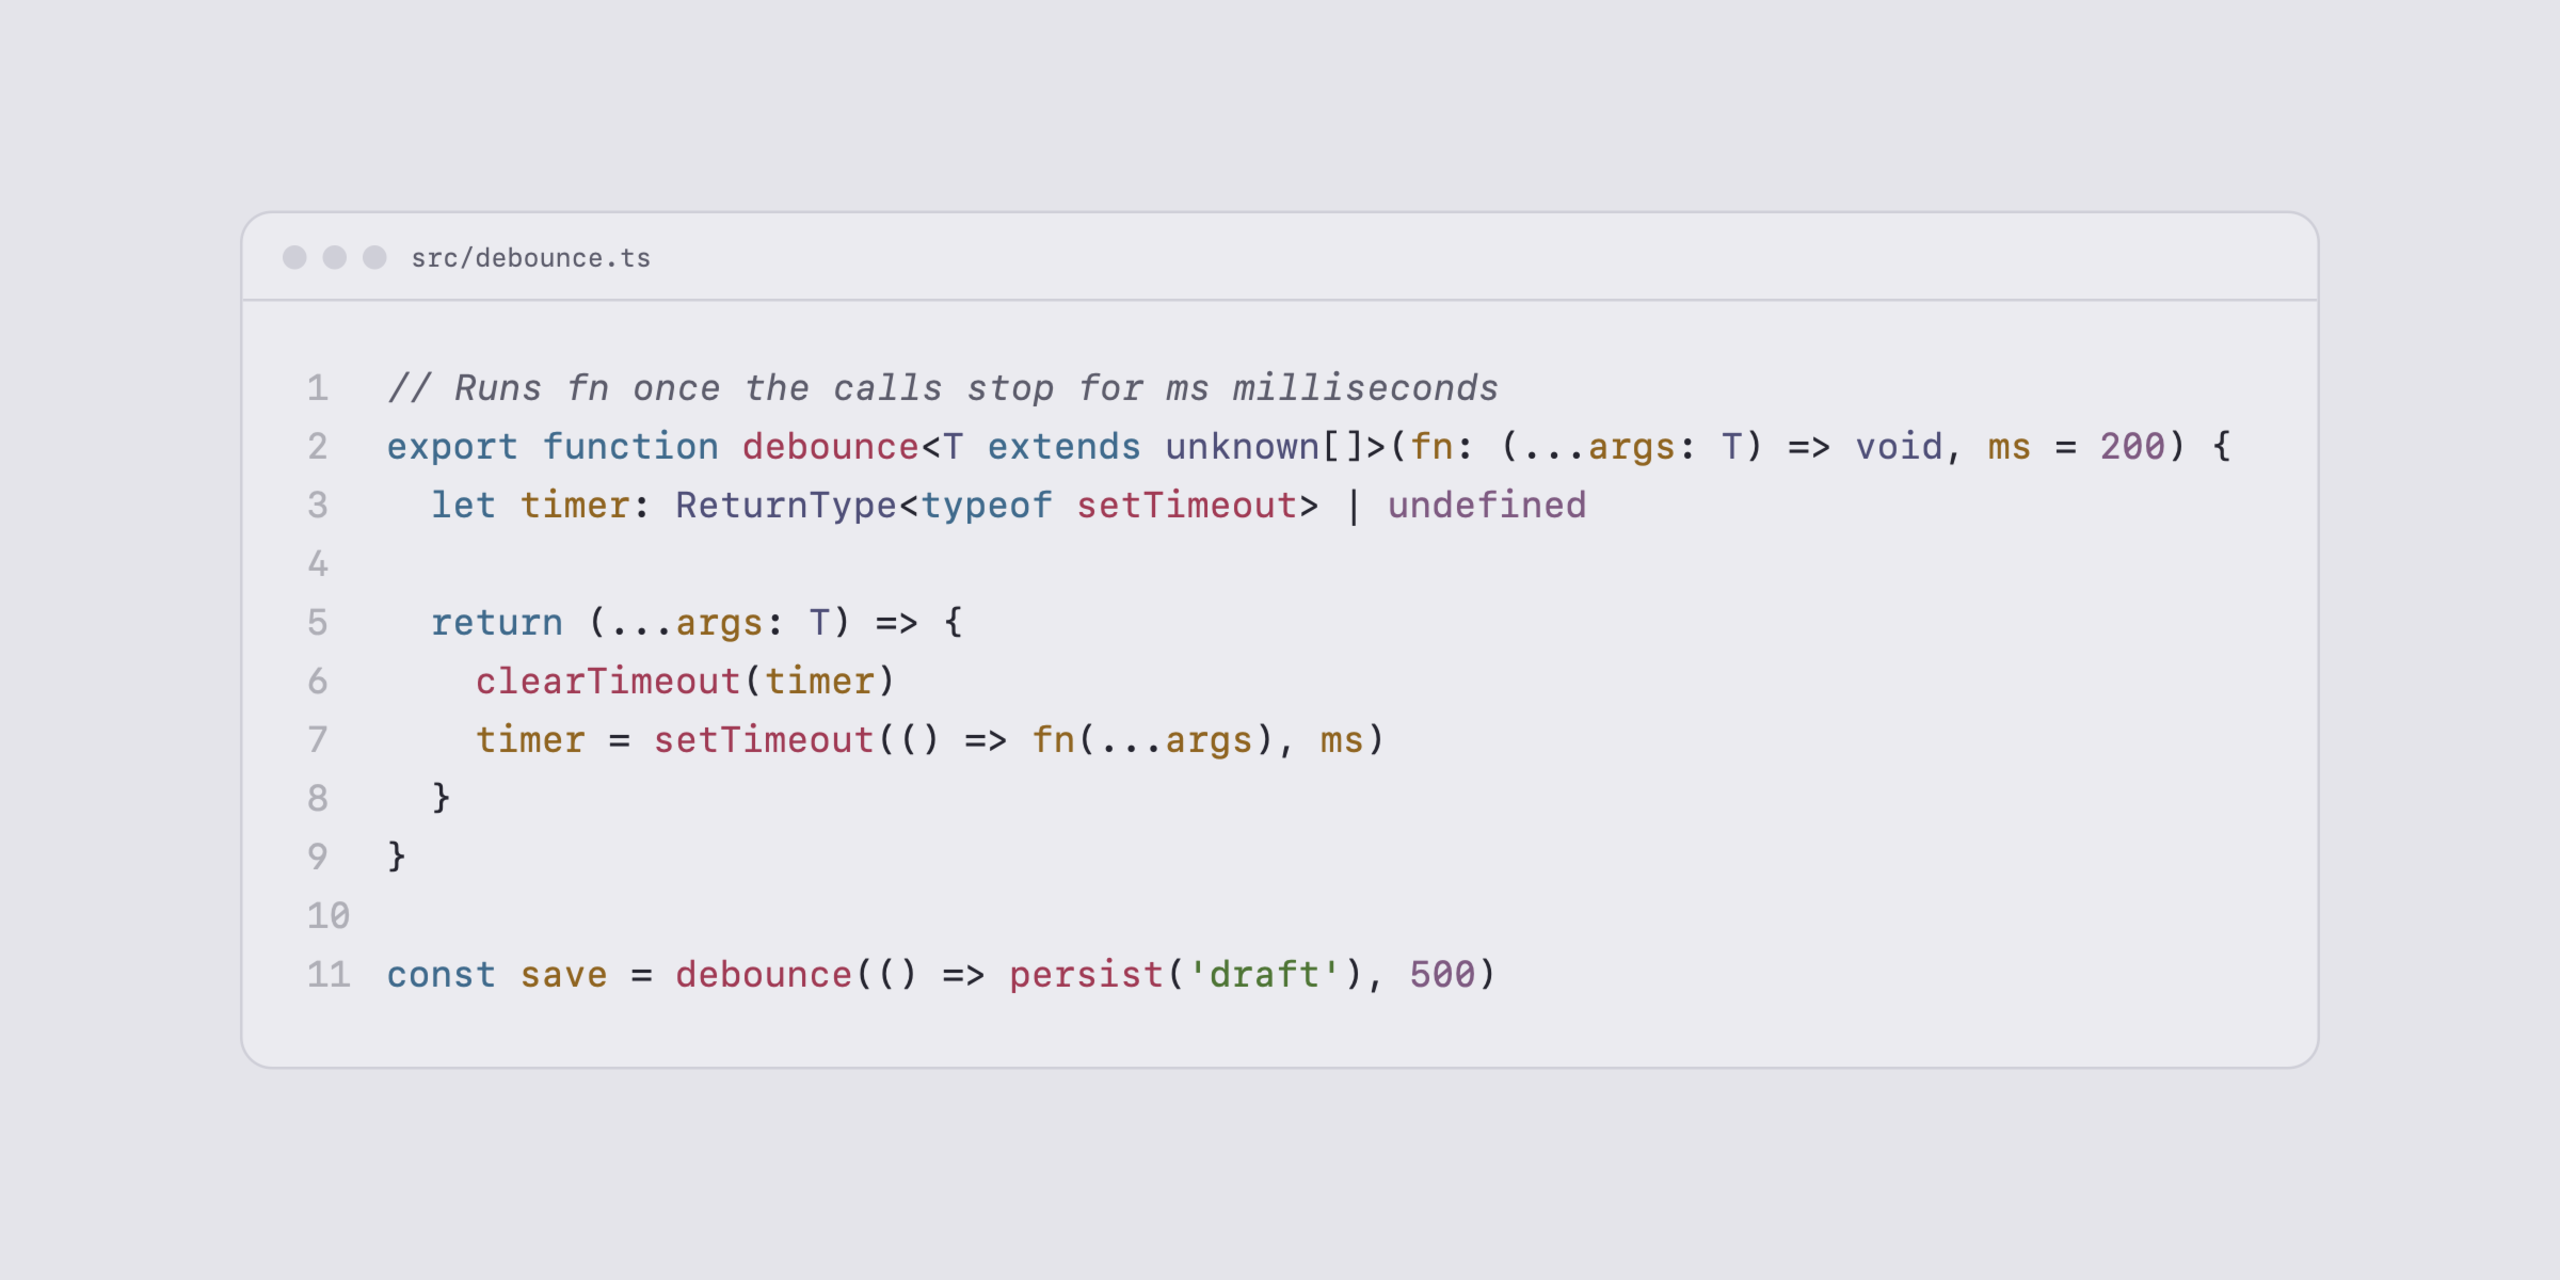 src/debounce.ts
1 // Runs fn once the calls stop for ms milliseconds
2 export function debounce<T extends unknown[]>(fn: (...args: T) => void, ms = 200) {
3   let timer: ReturnType<typeof setTimeout> | undefined
4
5   return (...args: T) => {
6     clearTimeout(timer)
7     timer = setTimeout(() => fn(...args), ms)
8   }
9 }
10
11 const save = debounce(() => persist('draft'), 500)